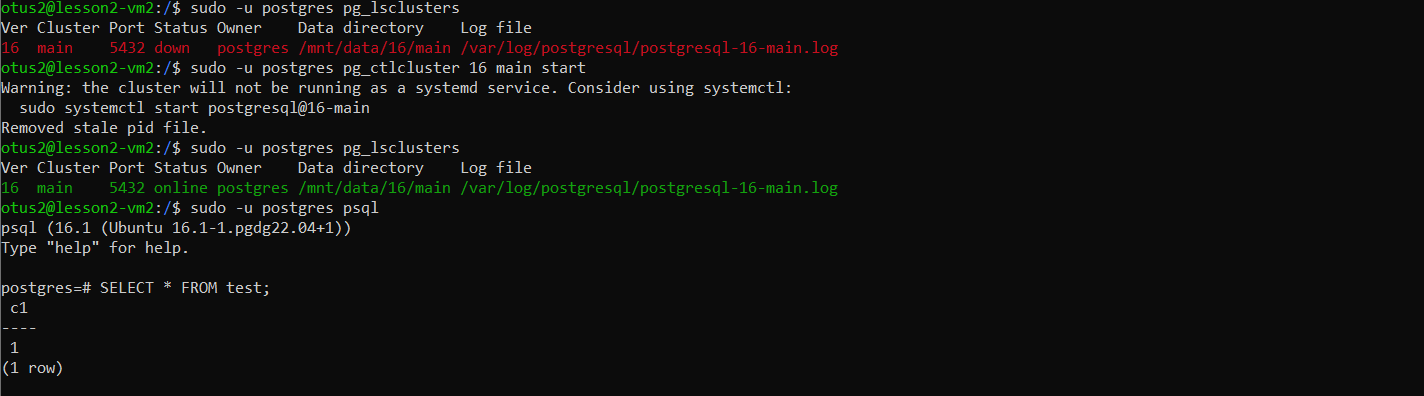 otus2@lesson2-vm2:/$ sudo -u postgres pg_lsclusters
Ver Cluster Port Status Owner    Data directory    Log file
16  main    5432 down   postgres /mnt/data/16/main /var/log/postgresql/postgresql-16-main.log
otus2@lesson2-vm2:/$ sudo -u postgres pg_ctlcluster 16 main start
Warning: the cluster will not be running as a systemd service. Consider using systemctl:
  sudo systemctl start postgresql@16-main
Removed stale pid file.
otus2@lesson2-vm2:/$ sudo -u postgres pg_lsclusters
Ver Cluster Port Status Owner    Data directory    Log file
16  main    5432 online postgres /mnt/data/16/main /var/log/postgresql/postgresql-16-main.log
otus2@lesson2-vm2:/$ sudo -u postgres psql
psql (16.1 (Ubuntu 16.1-1.pgdg22.04+1))
Type "help" for help.

postgres=# SELECT * FROM test;
 c1
----
 1
(1 row)